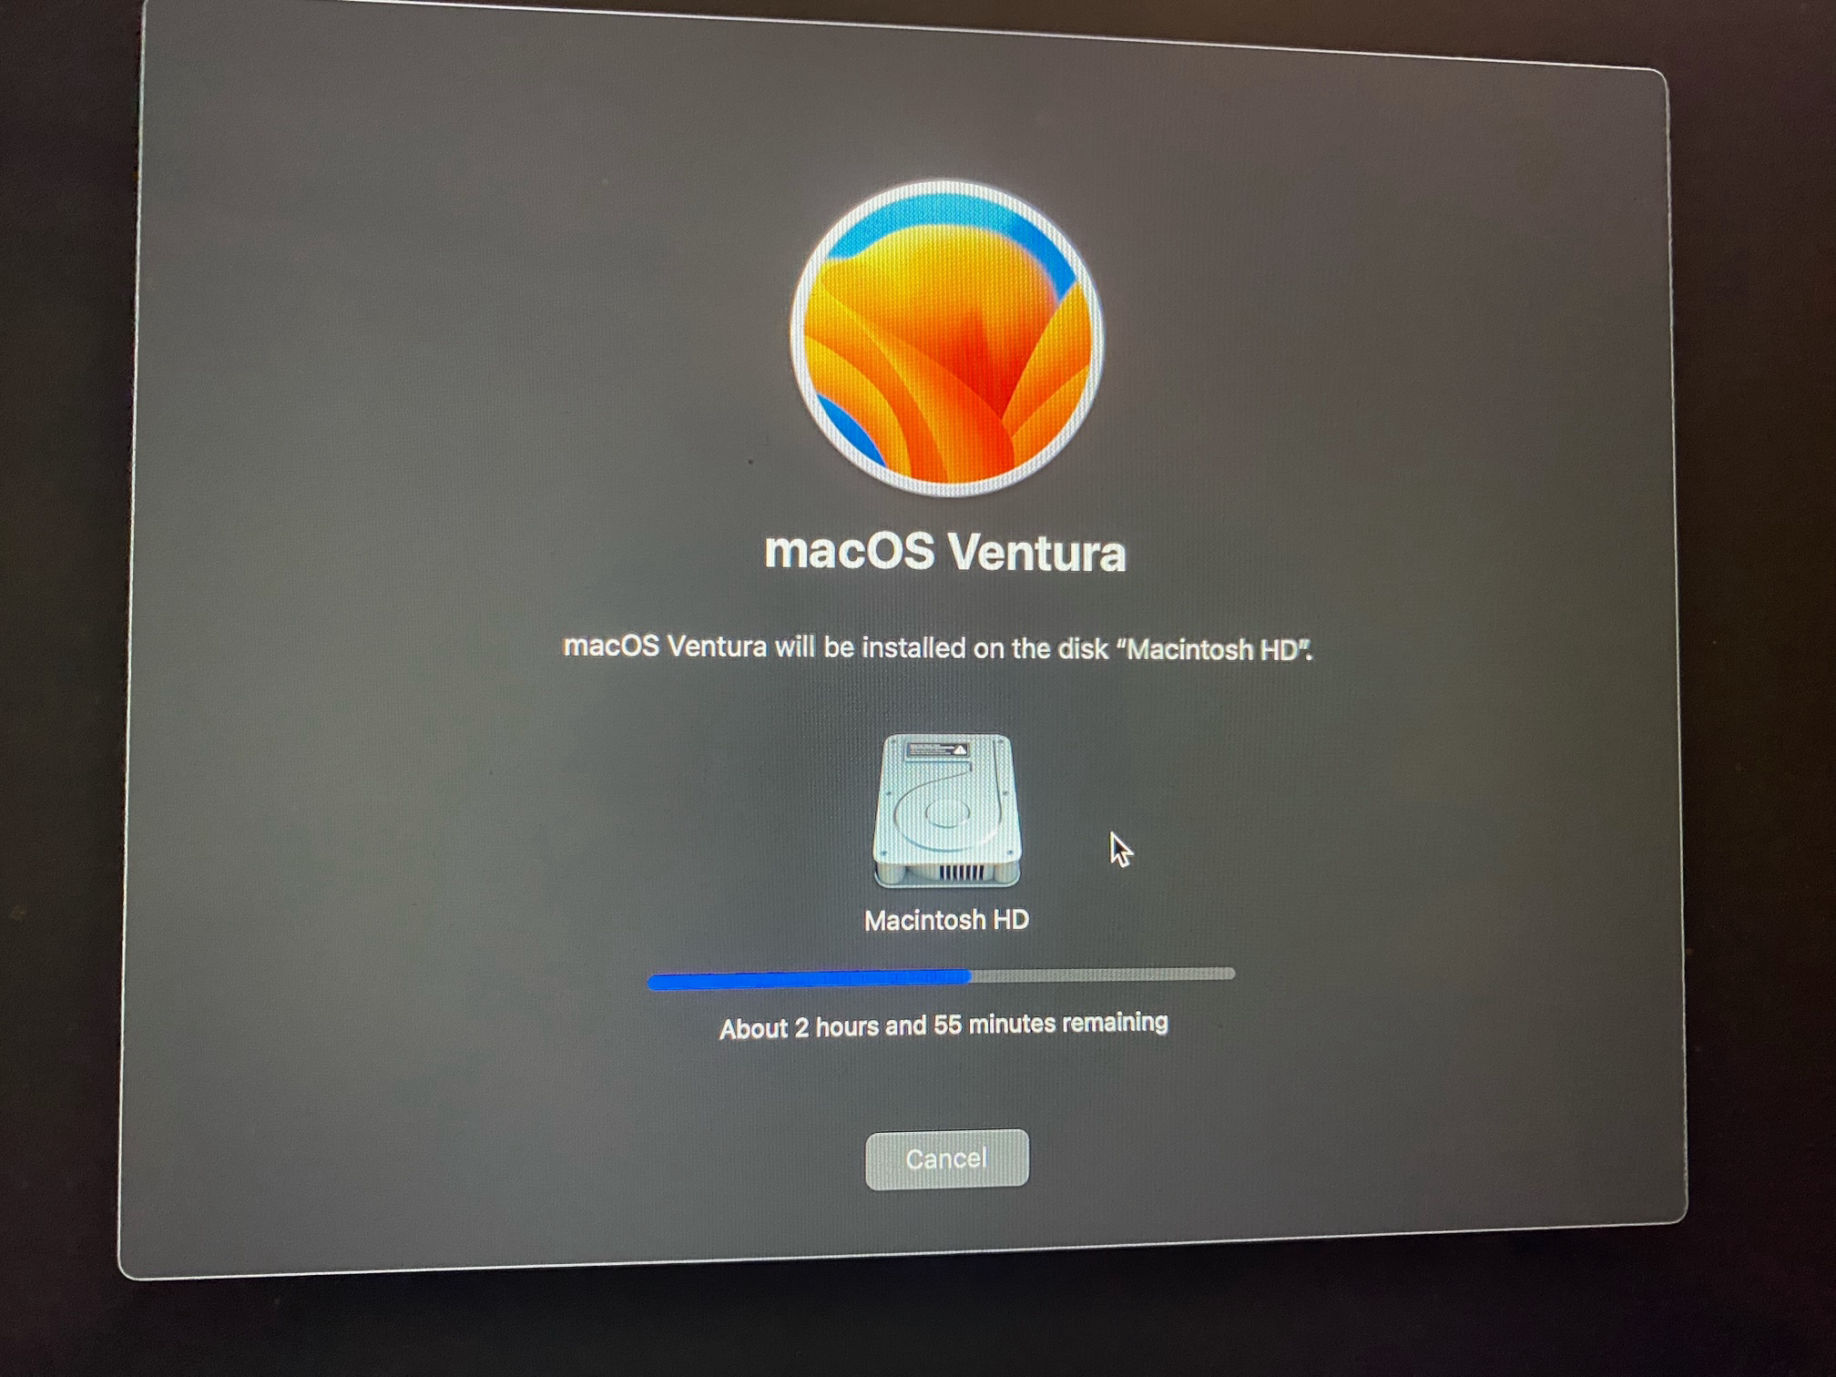 macOS Ventura
macOS Ventura will be installed on the disk “Macintosh HD”.
Macintosh HD
About 2 hours and 55 minutes remaining
Cancel